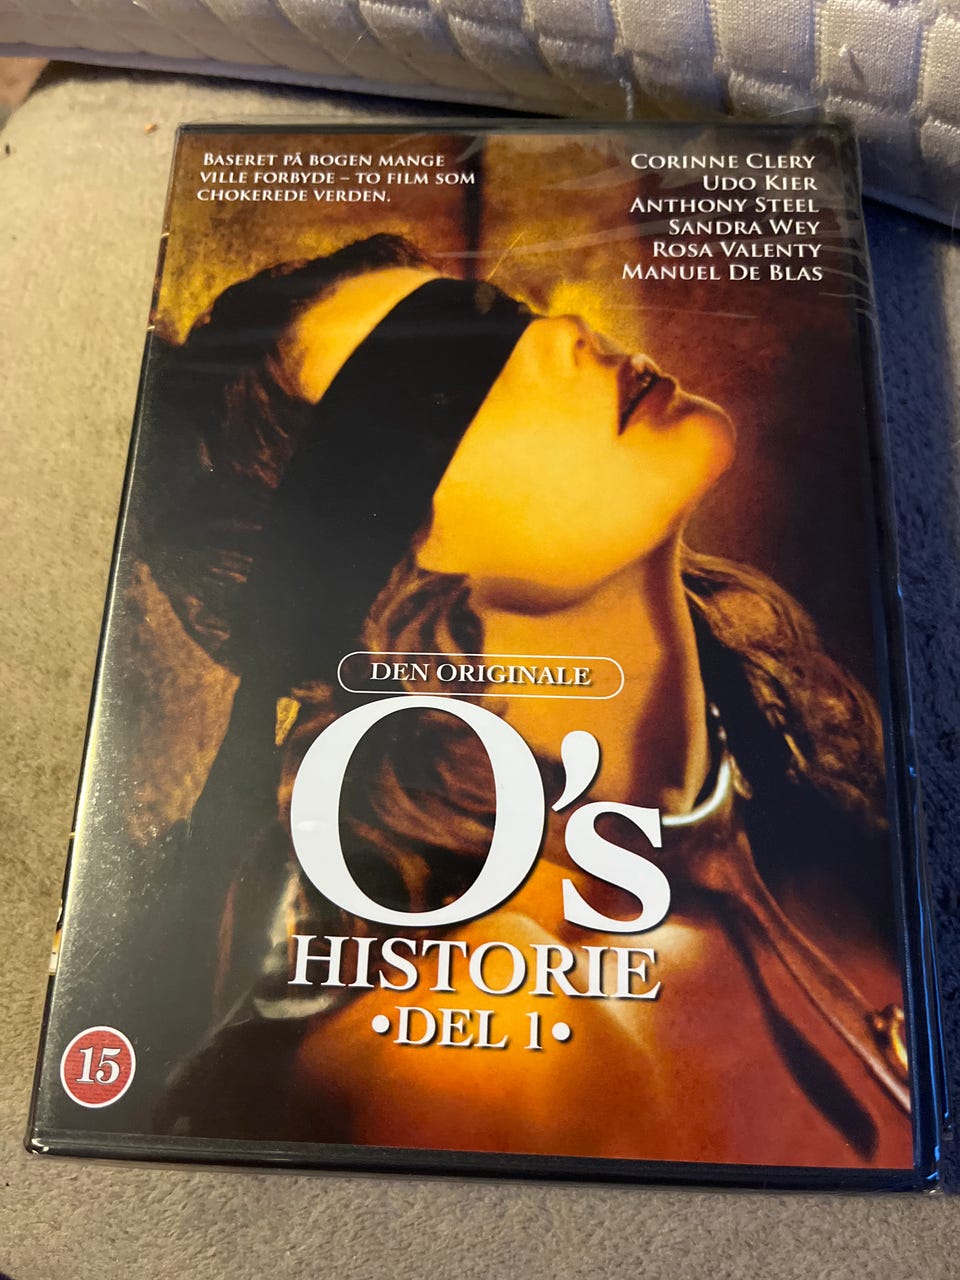 BASERET PÅ BOGEN MANGE
VILLE FORBYDE – TO FILM SOM
CHOKEREDE VERDEN.
CORINNE CLERY
UDO KIER
ANTHONY STEEL
SANDRA WEY
ROSA VALENTY
MANUEL DE BLAS
DEN ORIGINALE
O's
HISTORIE
•DEL 1•
15